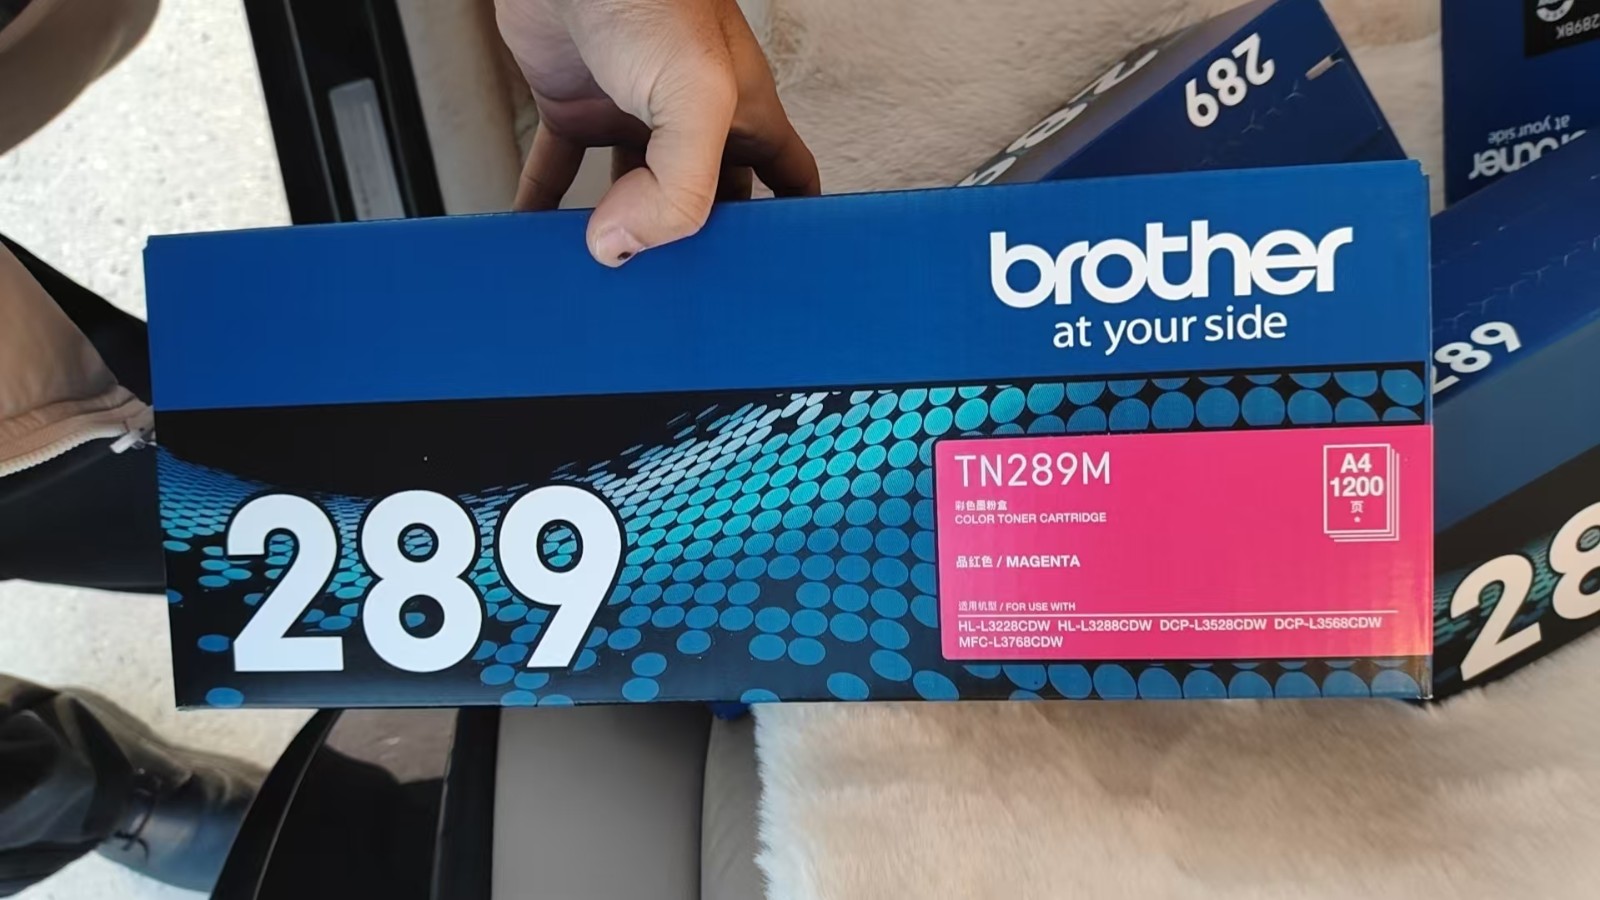 brother
at your side
289
TN289M
彩色墨粉盒
COLOR TONER CARTRIDGE
品红色 / MAGENTA
适用机型 / FOR USE WITH
HL-L3228CDW HL-L3288CDW DCP-L3528CDW DCP-L3568CDW
MFC-L3768CDW
A4
1200
页
*
289
289
at your side
289
28